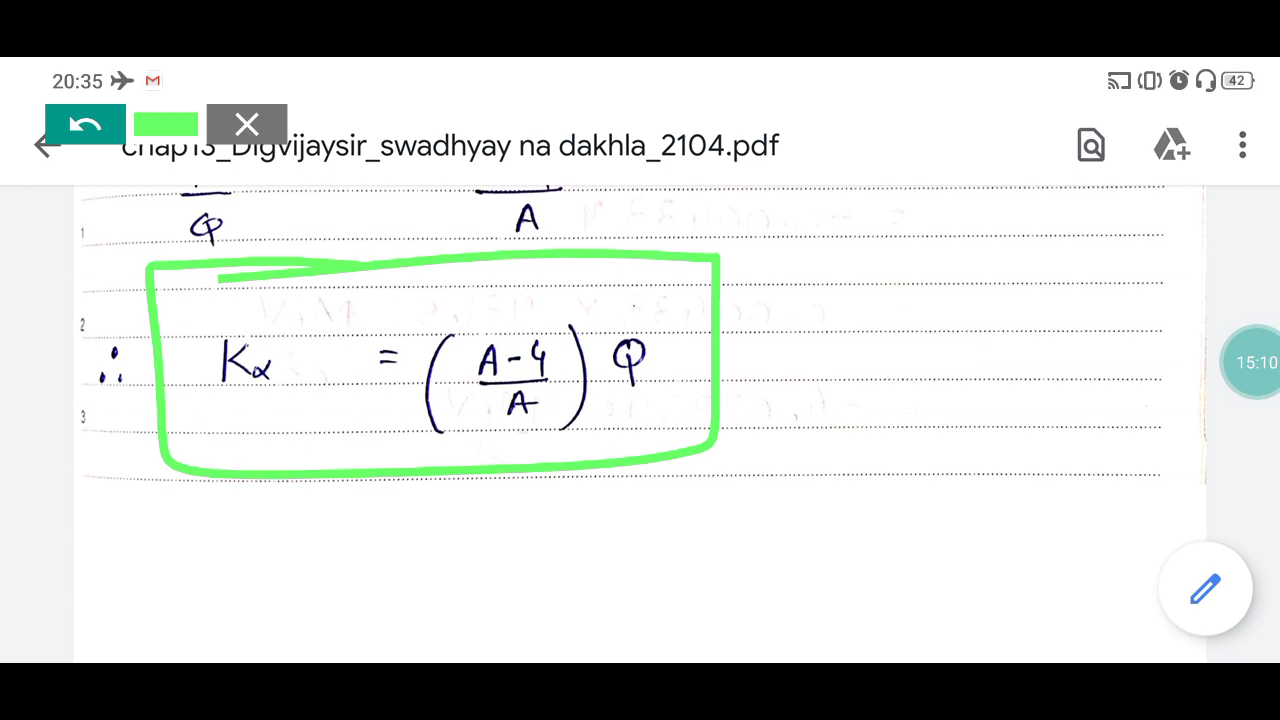 20:35 42
chap13_Digvijaysir_swadhyay na dakhla_2104.pdf
Q A
1
2
∴ Kα = (A-4/A) Q
3
15:10